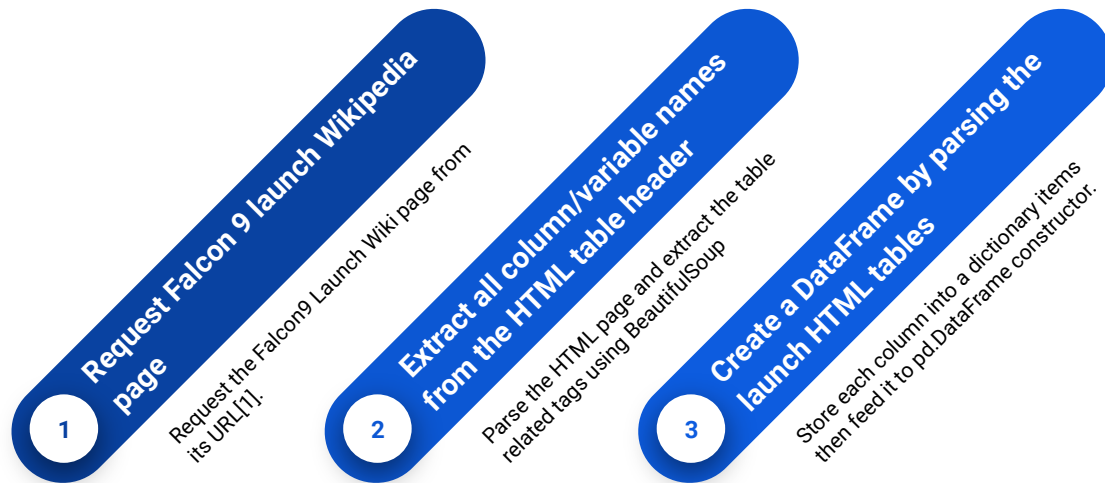 1
Request Falcon 9 launch Wikipedia
page
Request the Falcon9 Launch Wiki page from
its URL[1].
2
Extract all column/variable names
from the HTML table header
Parse the HTML page and extract the table
related tags using BeautifulSoup
3
Create a DataFrame by parsing the
launch HTML tables
Store each column into a dictionary items
then feed it to pd.DataFrame constructor.